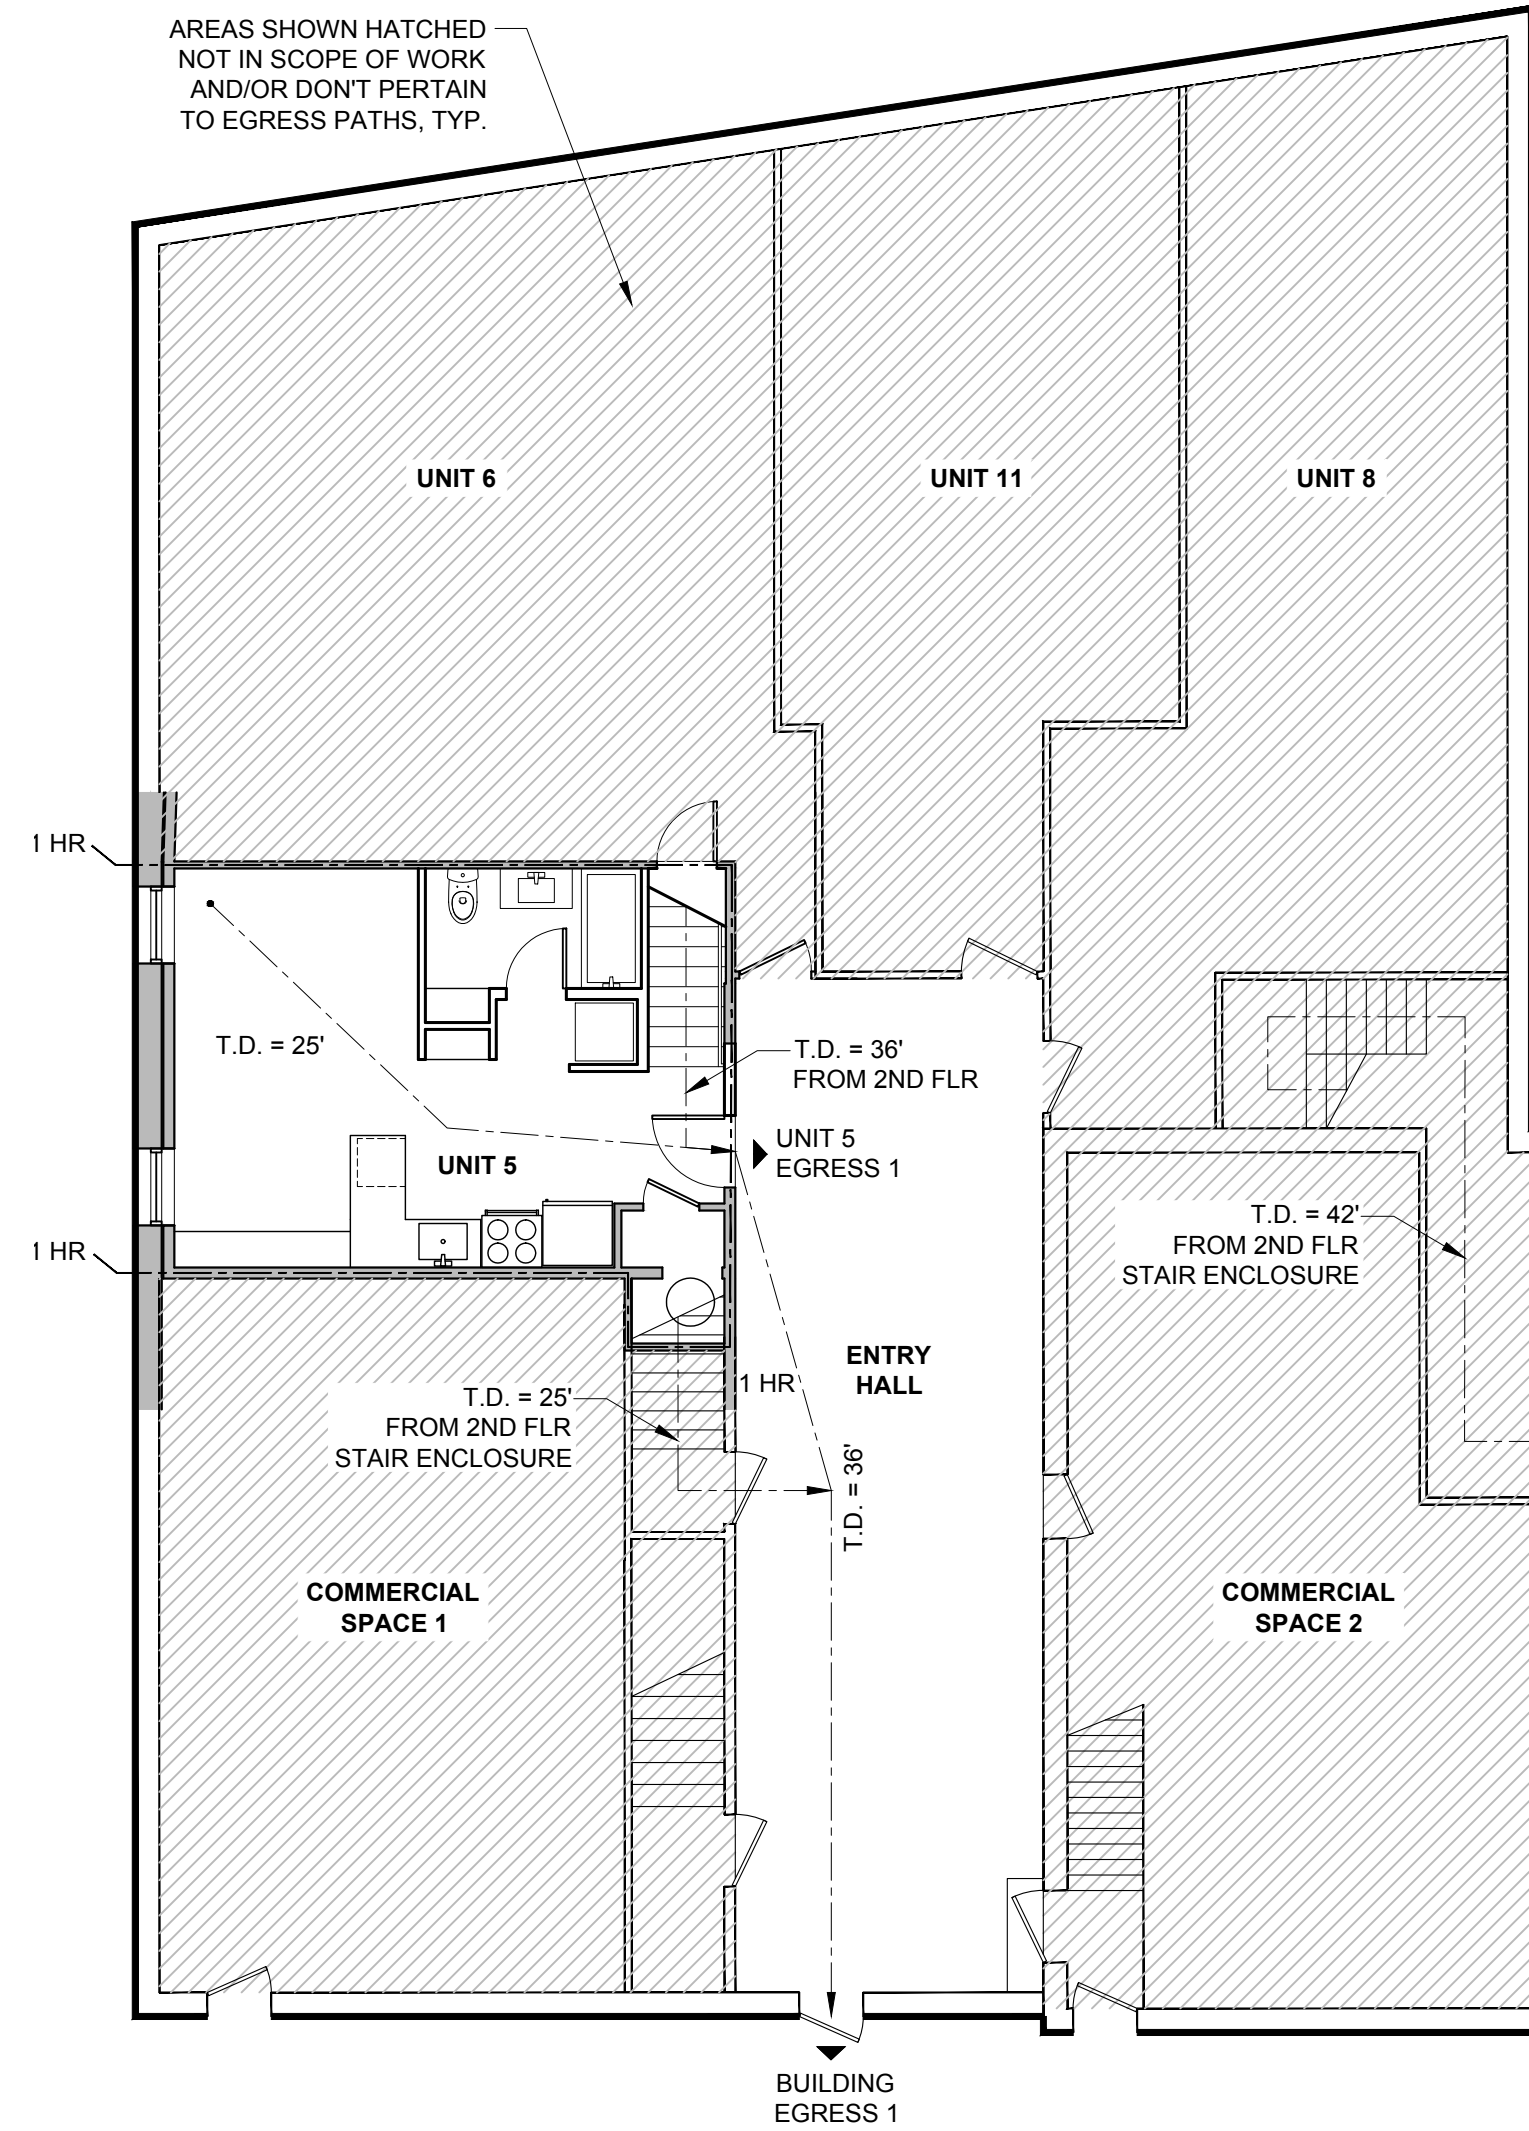 AREAS SHOWN HATCHED
NOT IN SCOPE OF WORK
AND/OR DON'T PERTAIN
TO EGRESS PATHS, TYP.
UNIT 6
UNIT 11
UNIT 8
1 HR
T.D. = 25'
T.D. = 36'
FROM 2ND FLR
UNIT 5
EGRESS 1
UNIT 5
1 HR
T.D. = 42'
FROM 2ND FLR
STAIR ENCLOSURE
ENTRY
HALL
1 HR
T.D. = 25'
FROM 2ND FLR
STAIR ENCLOSURE
T.D. = 36'
COMMERCIAL
SPACE 1
COMMERCIAL
SPACE 2
BUILDING
EGRESS 1